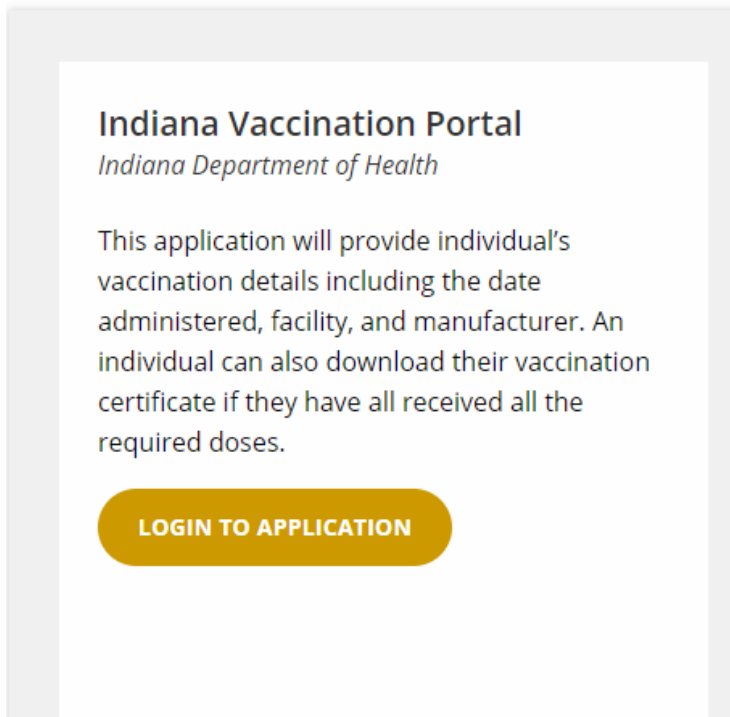 Indiana Vaccination Portal
Indiana Department of Health
This application will provide individual’s
vaccination details including the date
administered, facility, and manufacturer. An
individual can also download their vaccination
certificate if they have all received all the
required doses.
LOGIN TO APPLICATION